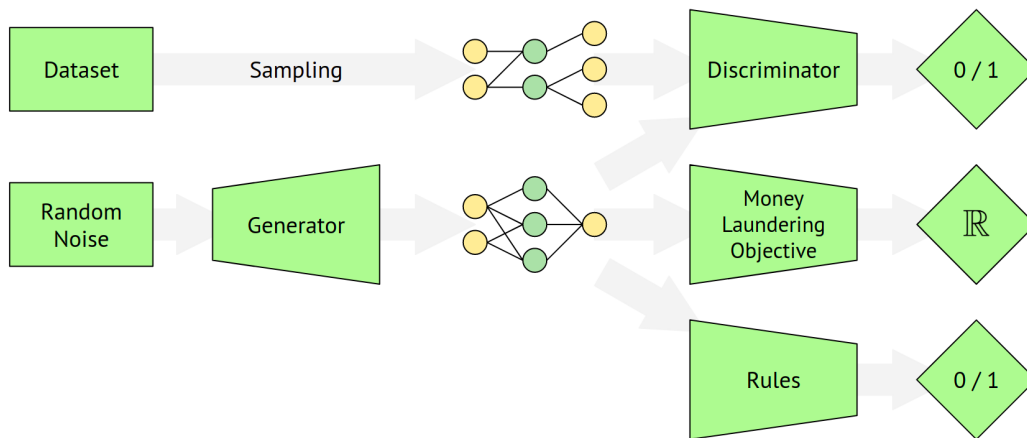 Dataset
Sampling
Discriminator
0 / 1
Random
Noise
Generator
Money
Laundering
Objective
ℝ
Rules
0 / 1